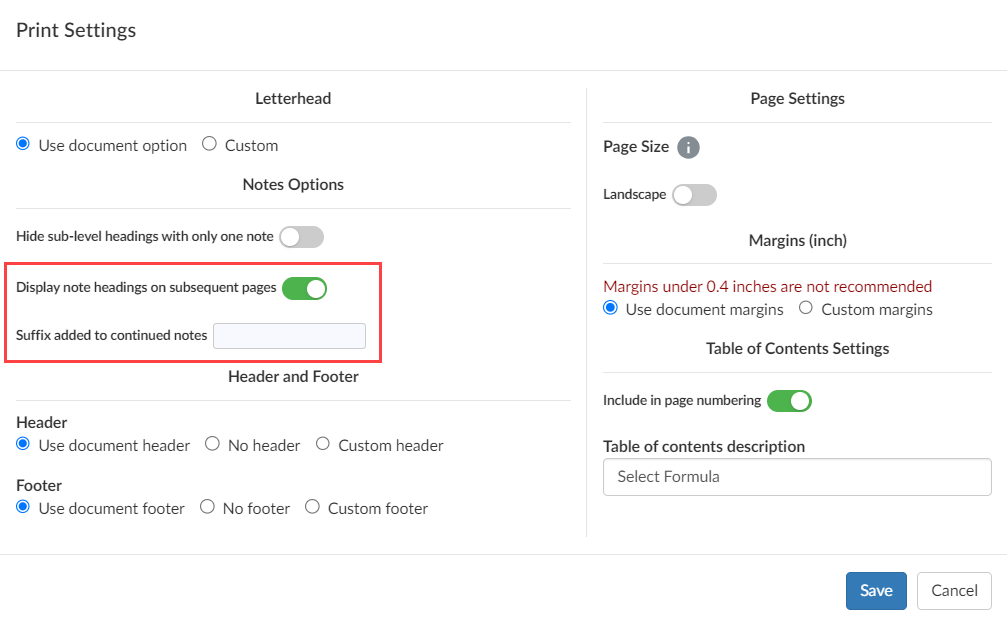 Print Settings
Letterhead
Use document option Custom
Notes Options
Hide sub-level headings with only one note
Display note headings on subsequent pages
Suffix added to continued notes
Header and Footer
Header
Use document header No header Custom header
Footer
Use document footer No footer Custom footer
Page Settings
Page Size i
Landscape
Margins (inch)
Margins under 0.4 inches are not recommended
Use document margins Custom margins
Table of Contents Settings
Include in page numbering
Table of contents description
Select Formula
Save Cancel